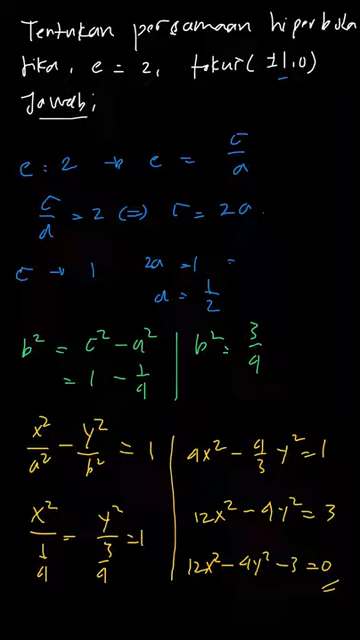 Tentukan persamaan hiperbola
jika, e = 2, fokus (±1,0)
Jawab;
e = 2 → e = c/a
c/a = 2 ⟺ c = 2a
c → 1    2a = 1
a = 1/2
b² = c² - a²
= 1 - 1/4
b² = 3/4
x²/a² - y²/b² = 1
x²/(1/4) - y²/(3/4) = 1
4x² - 4/3 y² = 1
12x² - 4y² = 3
12x² - 4y² - 3 = 0